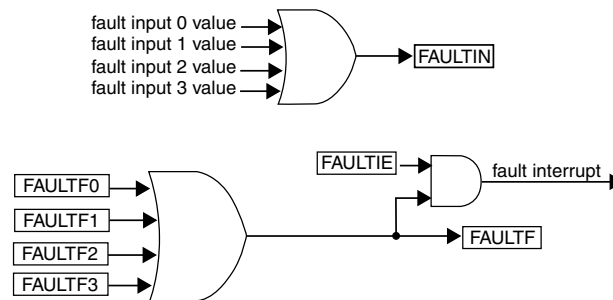 fault input 0 value
fault input 1 value
fault input 2 value
fault input 3 value
FAULTIN
FAULTIE
fault interrupt
FAULTF0
FAULTF1
FAULTF2
FAULTF3
FAULTF